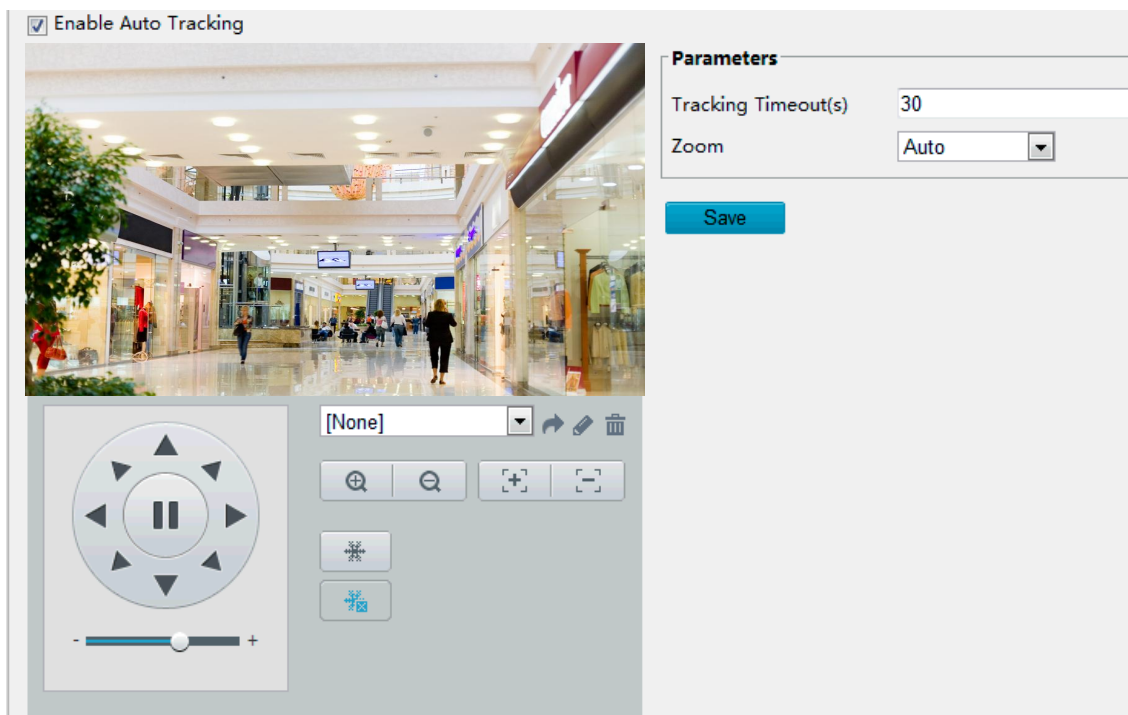 Enable Auto Tracking
Parameters
Tracking Timeout(s) 30
Zoom Auto
Save
[None]
- +